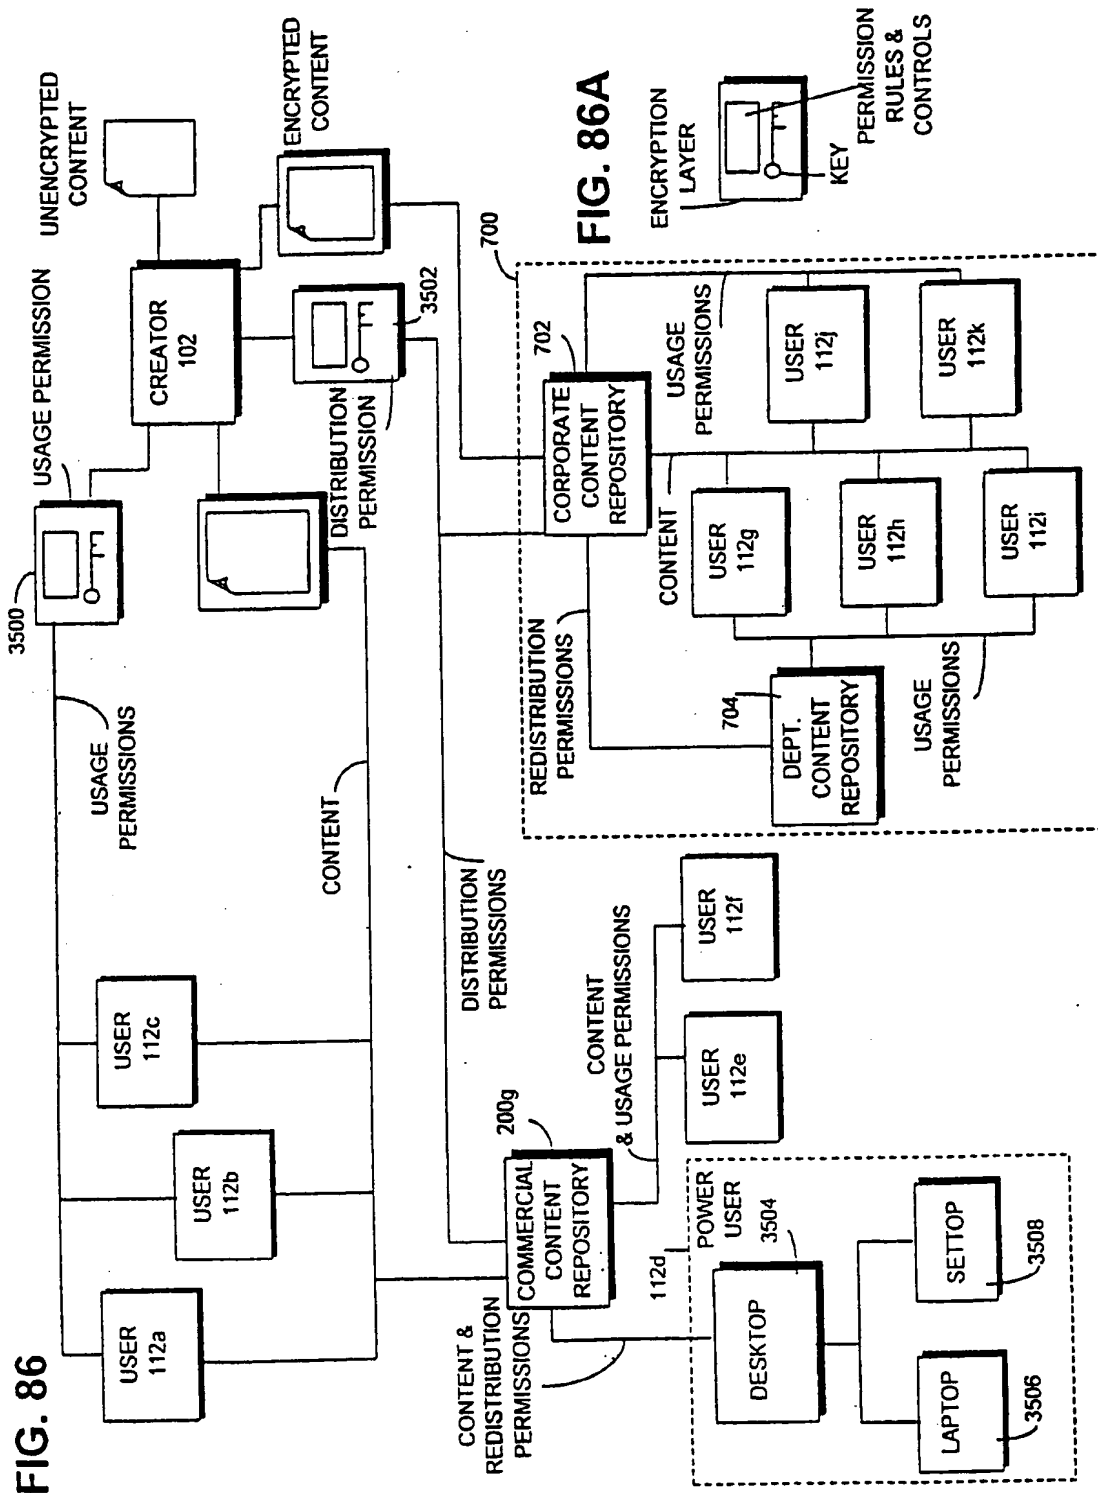 FIG. 86
UNENCRYPTED
CONTENT
USAGE PERMISSION
3500
CREATOR
102
ENCRYPTED
CONTENT
3502
DISTRIBUTION
PERMISSION
USAGE
PERMISSIONS
CONTENT
USER
112a
USER
112b
USER
112c
DISTRIBUTION
PERMISSIONS
COMMERCIAL
CONTENT
REPOSITORY
200g
CONTENT &
REDISTRIBUTION
PERMISSIONS
CONTENT
& USAGE PERMISSIONS
USER
112e
USER
112f
112d
POWER
USER
3504
DESKTOP
LAPTOP
3506
SETTOP
3508
700
702
CORPORATE
CONTENT
REPOSITORY
REDISTRIBUTION
PERMISSIONS
704
DEPT.
CONTENT
REPOSITORY
CONTENT
USAGE
PERMISSIONS
USER
112g
USER
112h
USER
112i
USAGE
PERMISSIONS
USER
112j
USER
112k
FIG. 86A
ENCRYPTION
LAYER
KEY
PERMISSION
RULES &
CONTROLS